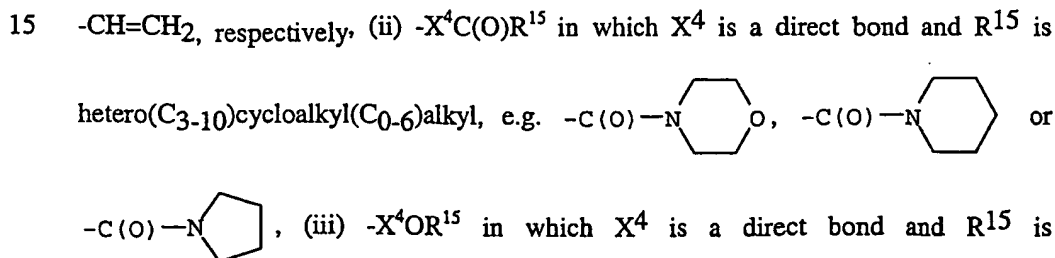 15 -CH=CH2, respectively, (ii) -X⁴C(O)R¹⁵ in which X⁴ is a direct bond and R¹⁵ is
hetero(C3-10)cycloalkyl(C0-6)alkyl, e.g. -C(O)—N O, -C(O)—N or
-C(O)—N , (iii) -X⁴OR¹⁵ in which X⁴ is a direct bond and R¹⁵ is